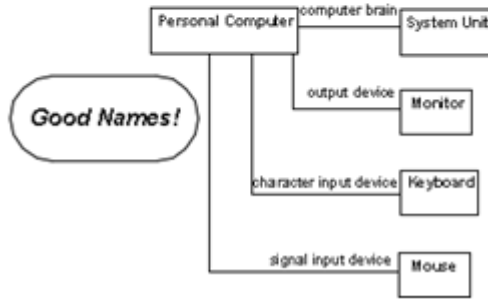 computer brain
Personal Computer
System Unit
output device
Monitor
Good Names!
character input device
Keyboard
signal input device
Mouse